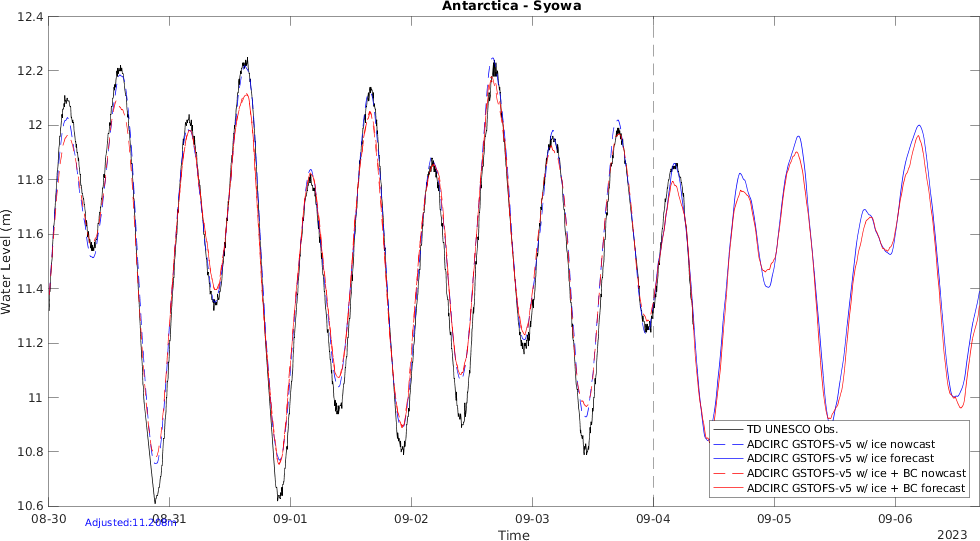 Antarctica - Syowa
12.4
12.2
12
11.8
11.6
11.4
11.2
11
10.8
10.6
Water Level (m)
08-30
08-31
09-01
09-02
09-03
09-04
09-05
09-06
Adjusted:11.208m
Time
2023
TD UNESCO Obs.
ADCIRC GSTOFS-v5 w/ ice nowcast
ADCIRC GSTOFS-v5 w/ ice forecast
ADCIRC GSTOFS-v5 w/ ice + BC nowcast
ADCIRC GSTOFS-v5 w/ ice + BC forecast